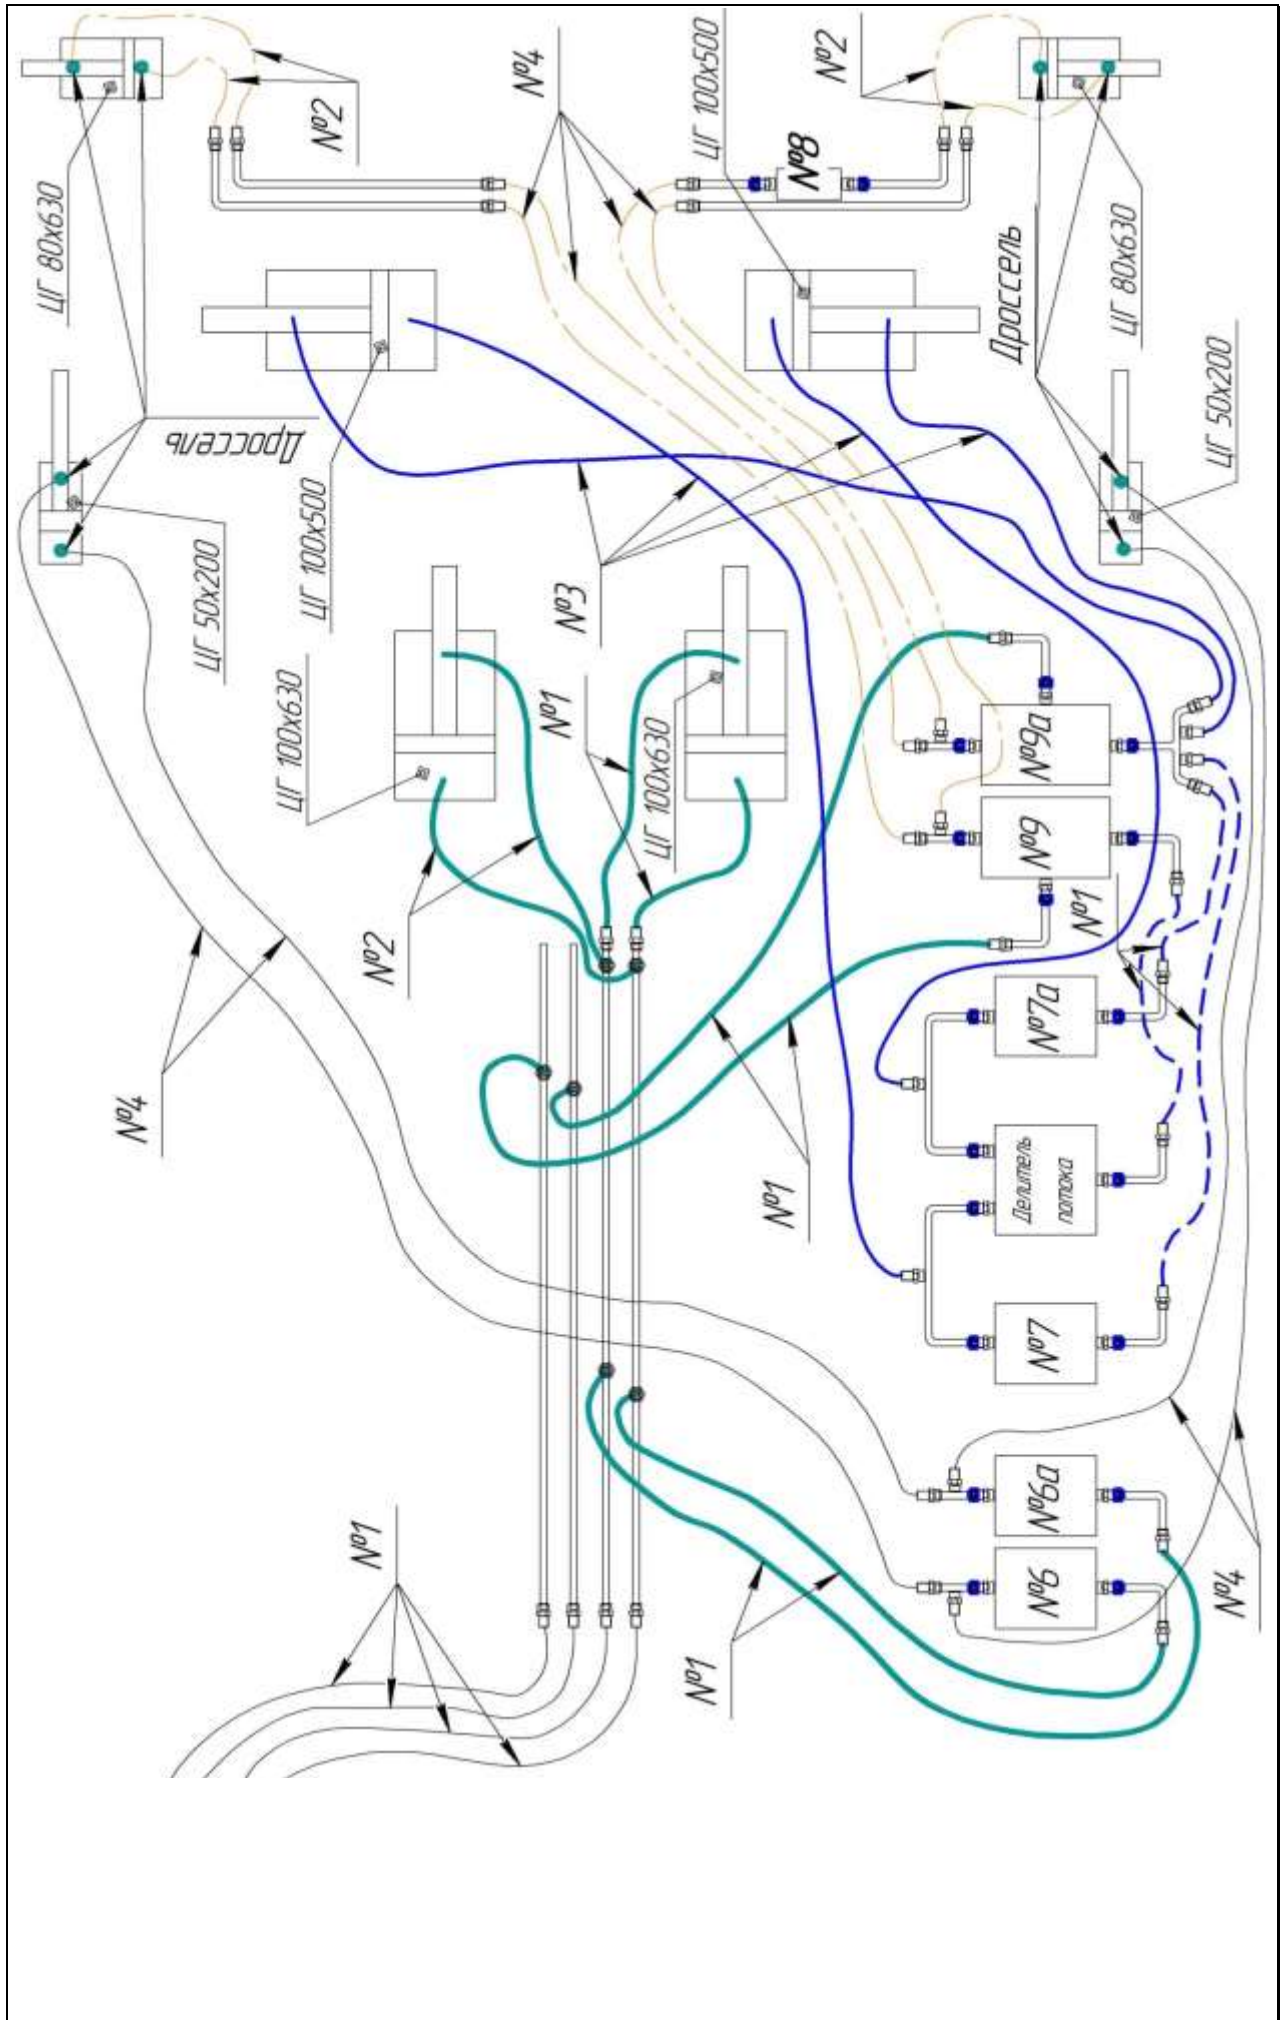 ЦГ 80х630
№2
№4
ЦГ 100х500
№2
№8
ЦГ 80х630
Дроссель
ЦГ 50х200
Дроссель
ЦГ 100х500
ЦГ 50х200
№3
ЦГ 100х630
№1
ЦГ 100х630
№6а
№6
№1
№2
№7а
№4
№1
Делитель
потока
№7
№9а
№9
№4
№1
№1